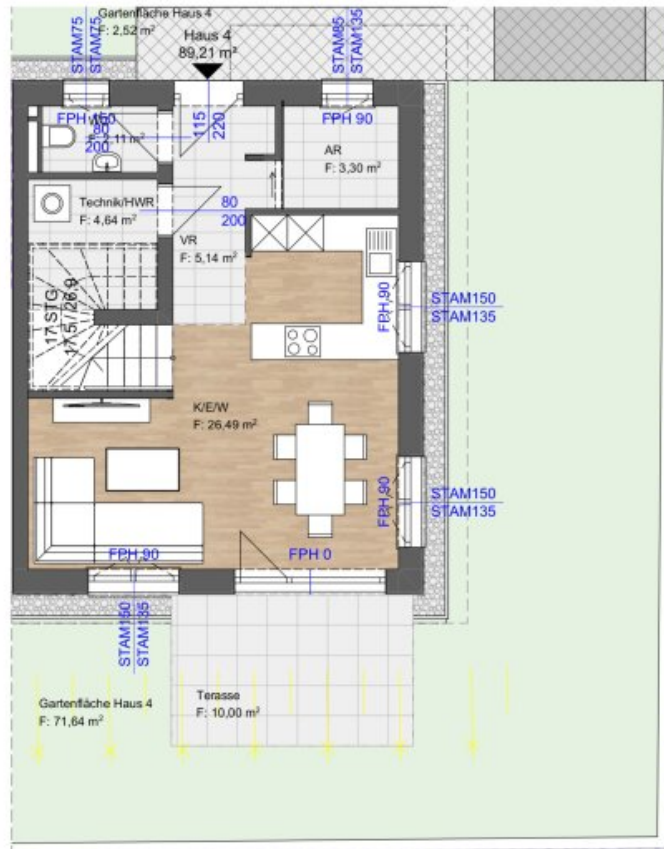 Gartenfläche Haus 4
F: 2,52 m²
STAM75
STAM75
Haus 4
89,21 m²
STAM85
STAM135
FPH
80
200
115
220
FPH 90
AR
F: 3,30 m²
Technik/HWR
F: 4,64 m²
80
200
VR
F: 5,14 m²
17 STG
17,5 / 26,9
FPH 90
STAM150
STAM135
K/E/W
F: 26,49 m²
FPH 90
STAM150
STAM135
FPH 90
FPH 0
STAM150
STAM135
Gartenfläche Haus 4
F: 71,64 m²
Terasse
F: 10,00 m²